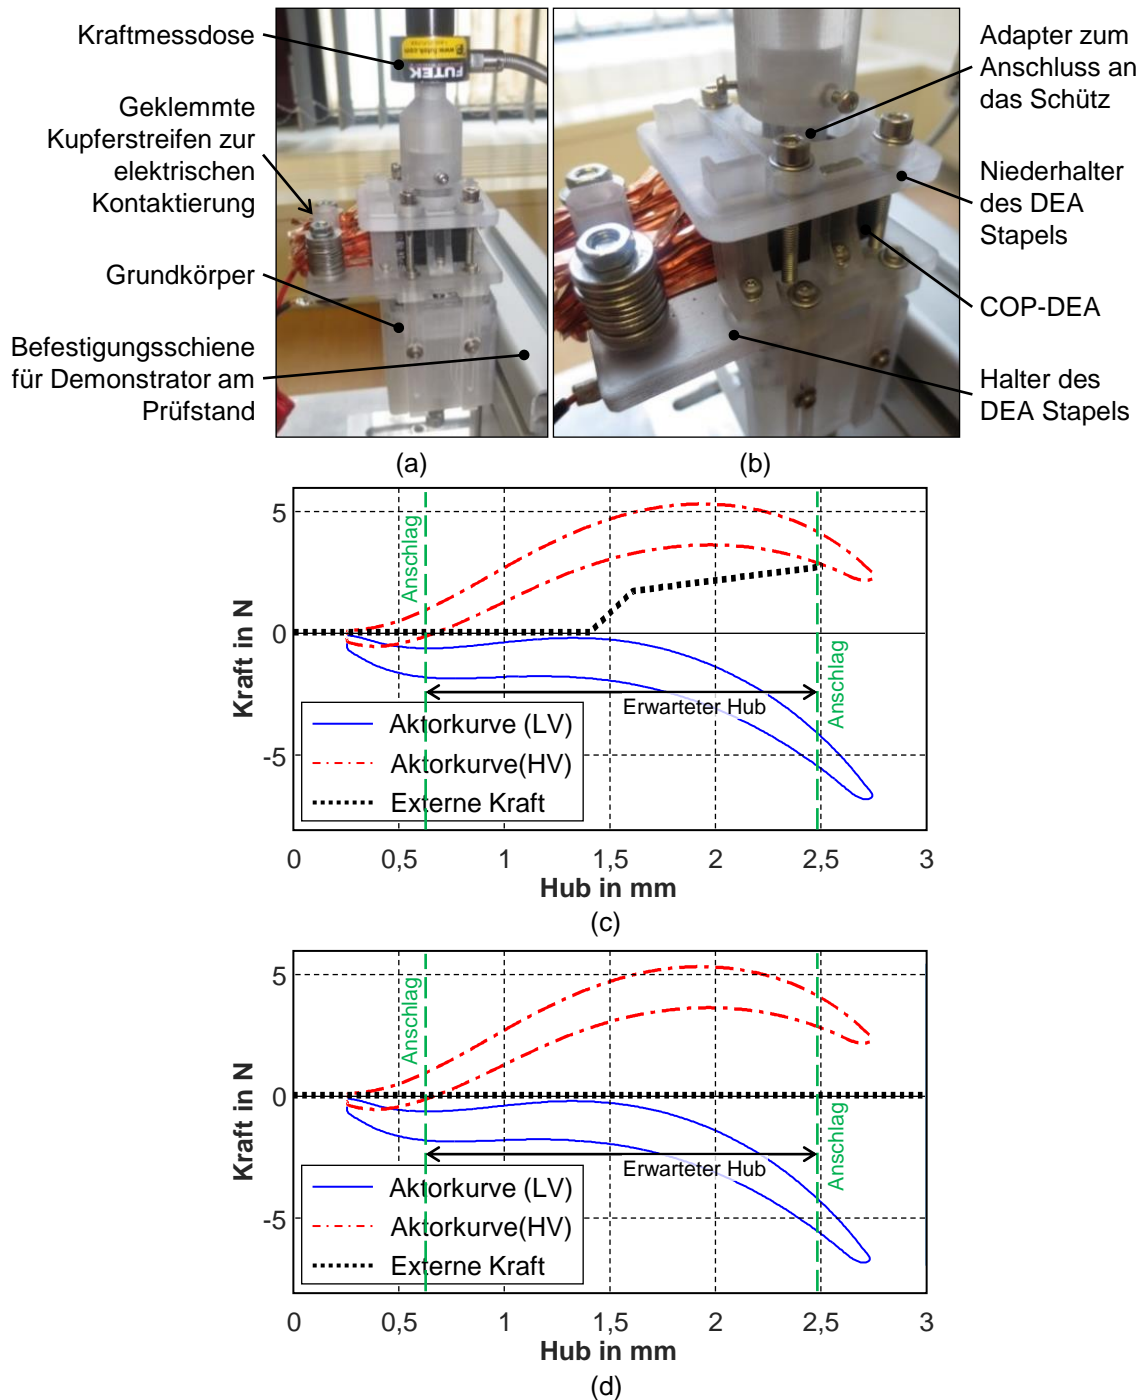 Kraftmessdose
Geklemmte
Kupferstreifen zur
elektrischen
Kontaktierung
Grundkörper
Befestigungsschiene
für Demonstrator am
Prüfstand
www.futek.com
FUTEK
Adapter zum
Anschluss an
das Schütz
Niederhalter
des DEA
Stapels
COP-DEA
Halter des
DEA Stapels
(a)
(b)
Kraft in N
5
0
-5
Anschlag
Anschlag
Erwarteter Hub
Aktorkurve (LV)
Aktorkurve(HV)
Externe Kraft
0
0,5
1
1,5
2
2,5
3
Hub in mm
(c)
Kraft in N
5
0
-5
Anschlag
Anschlag
Erwarteter Hub
Aktorkurve (LV)
Aktorkurve(HV)
Externe Kraft
0
0,5
1
1,5
2
2,5
3
Hub in mm
(d)